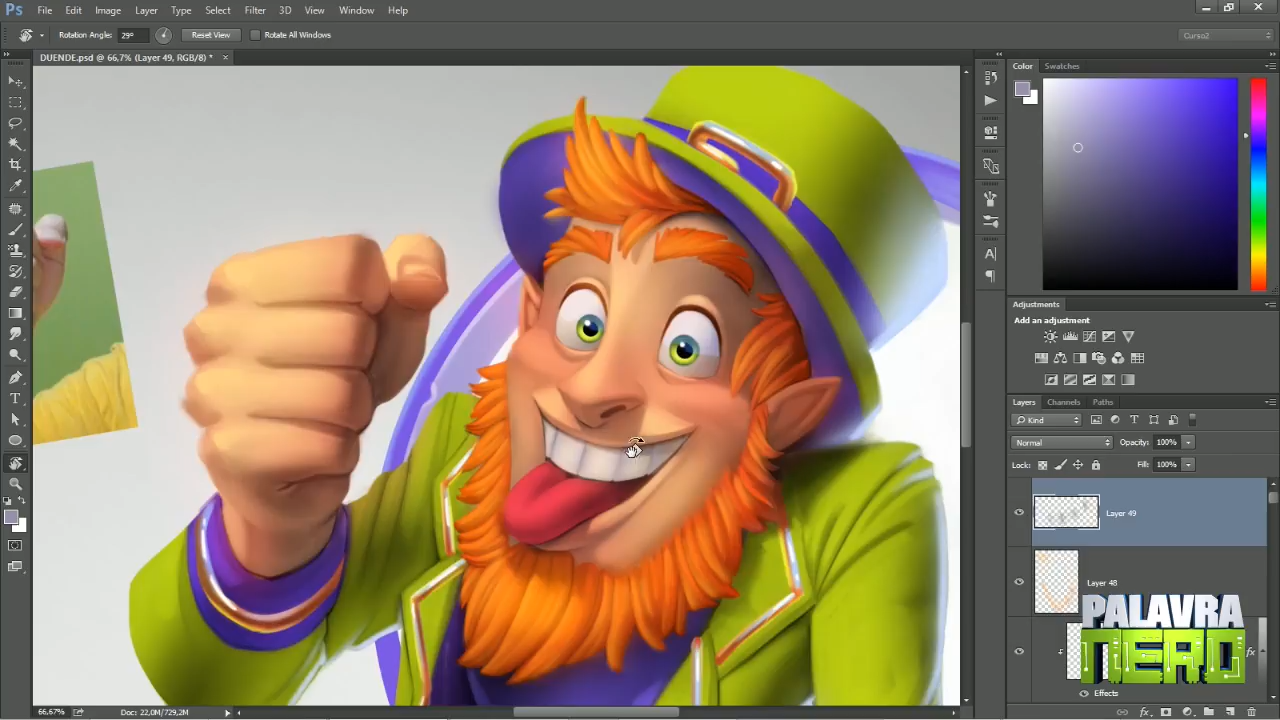 Ps File Edit Image Layer Type Select Filter 3D View Window Help
Rotation Angle: 29° Reset View Rotate All Windows Curso2
DUENDE.psd @ 66,7% (Layer 49, RGB/8) *
Color Swatches
Adjustments
Add an adjustment
Layers Channels Paths
Kind
Normal Opacity: 100%
Lock: Fill: 100%
Layer 49
Layer 48
PALAVRA
NERD
fx
Effects
66,67% Doc: 22,0M/729,2M